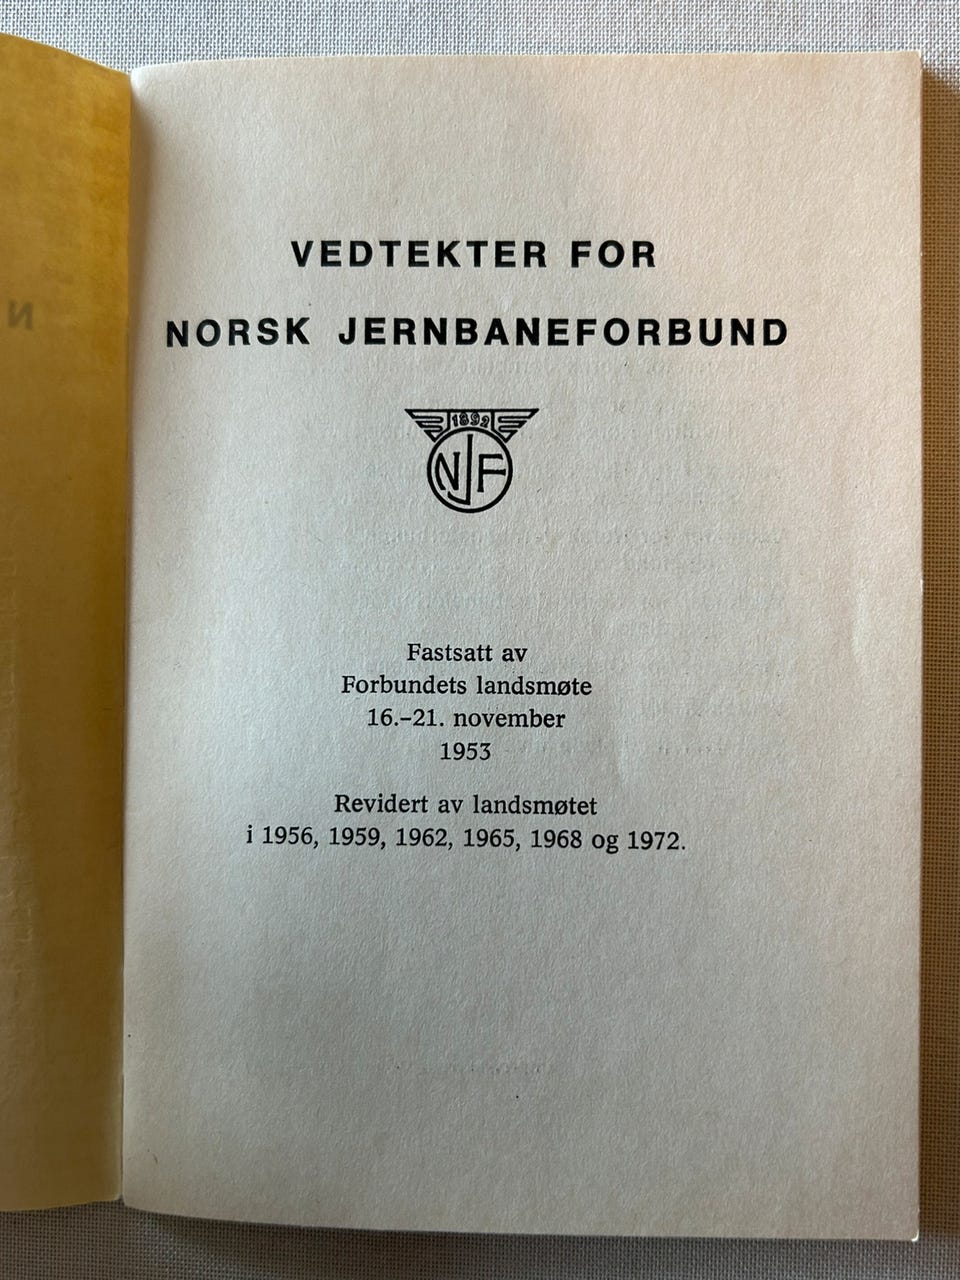 VEDTEKTER FOR
NORSK JERNBANEFORBUND
1892
NJF
Fastsatt av
Forbundets landsmøte
16.–21. november
1953
Revidert av landsmøtet
i 1956, 1959, 1962, 1965, 1968 og 1972.